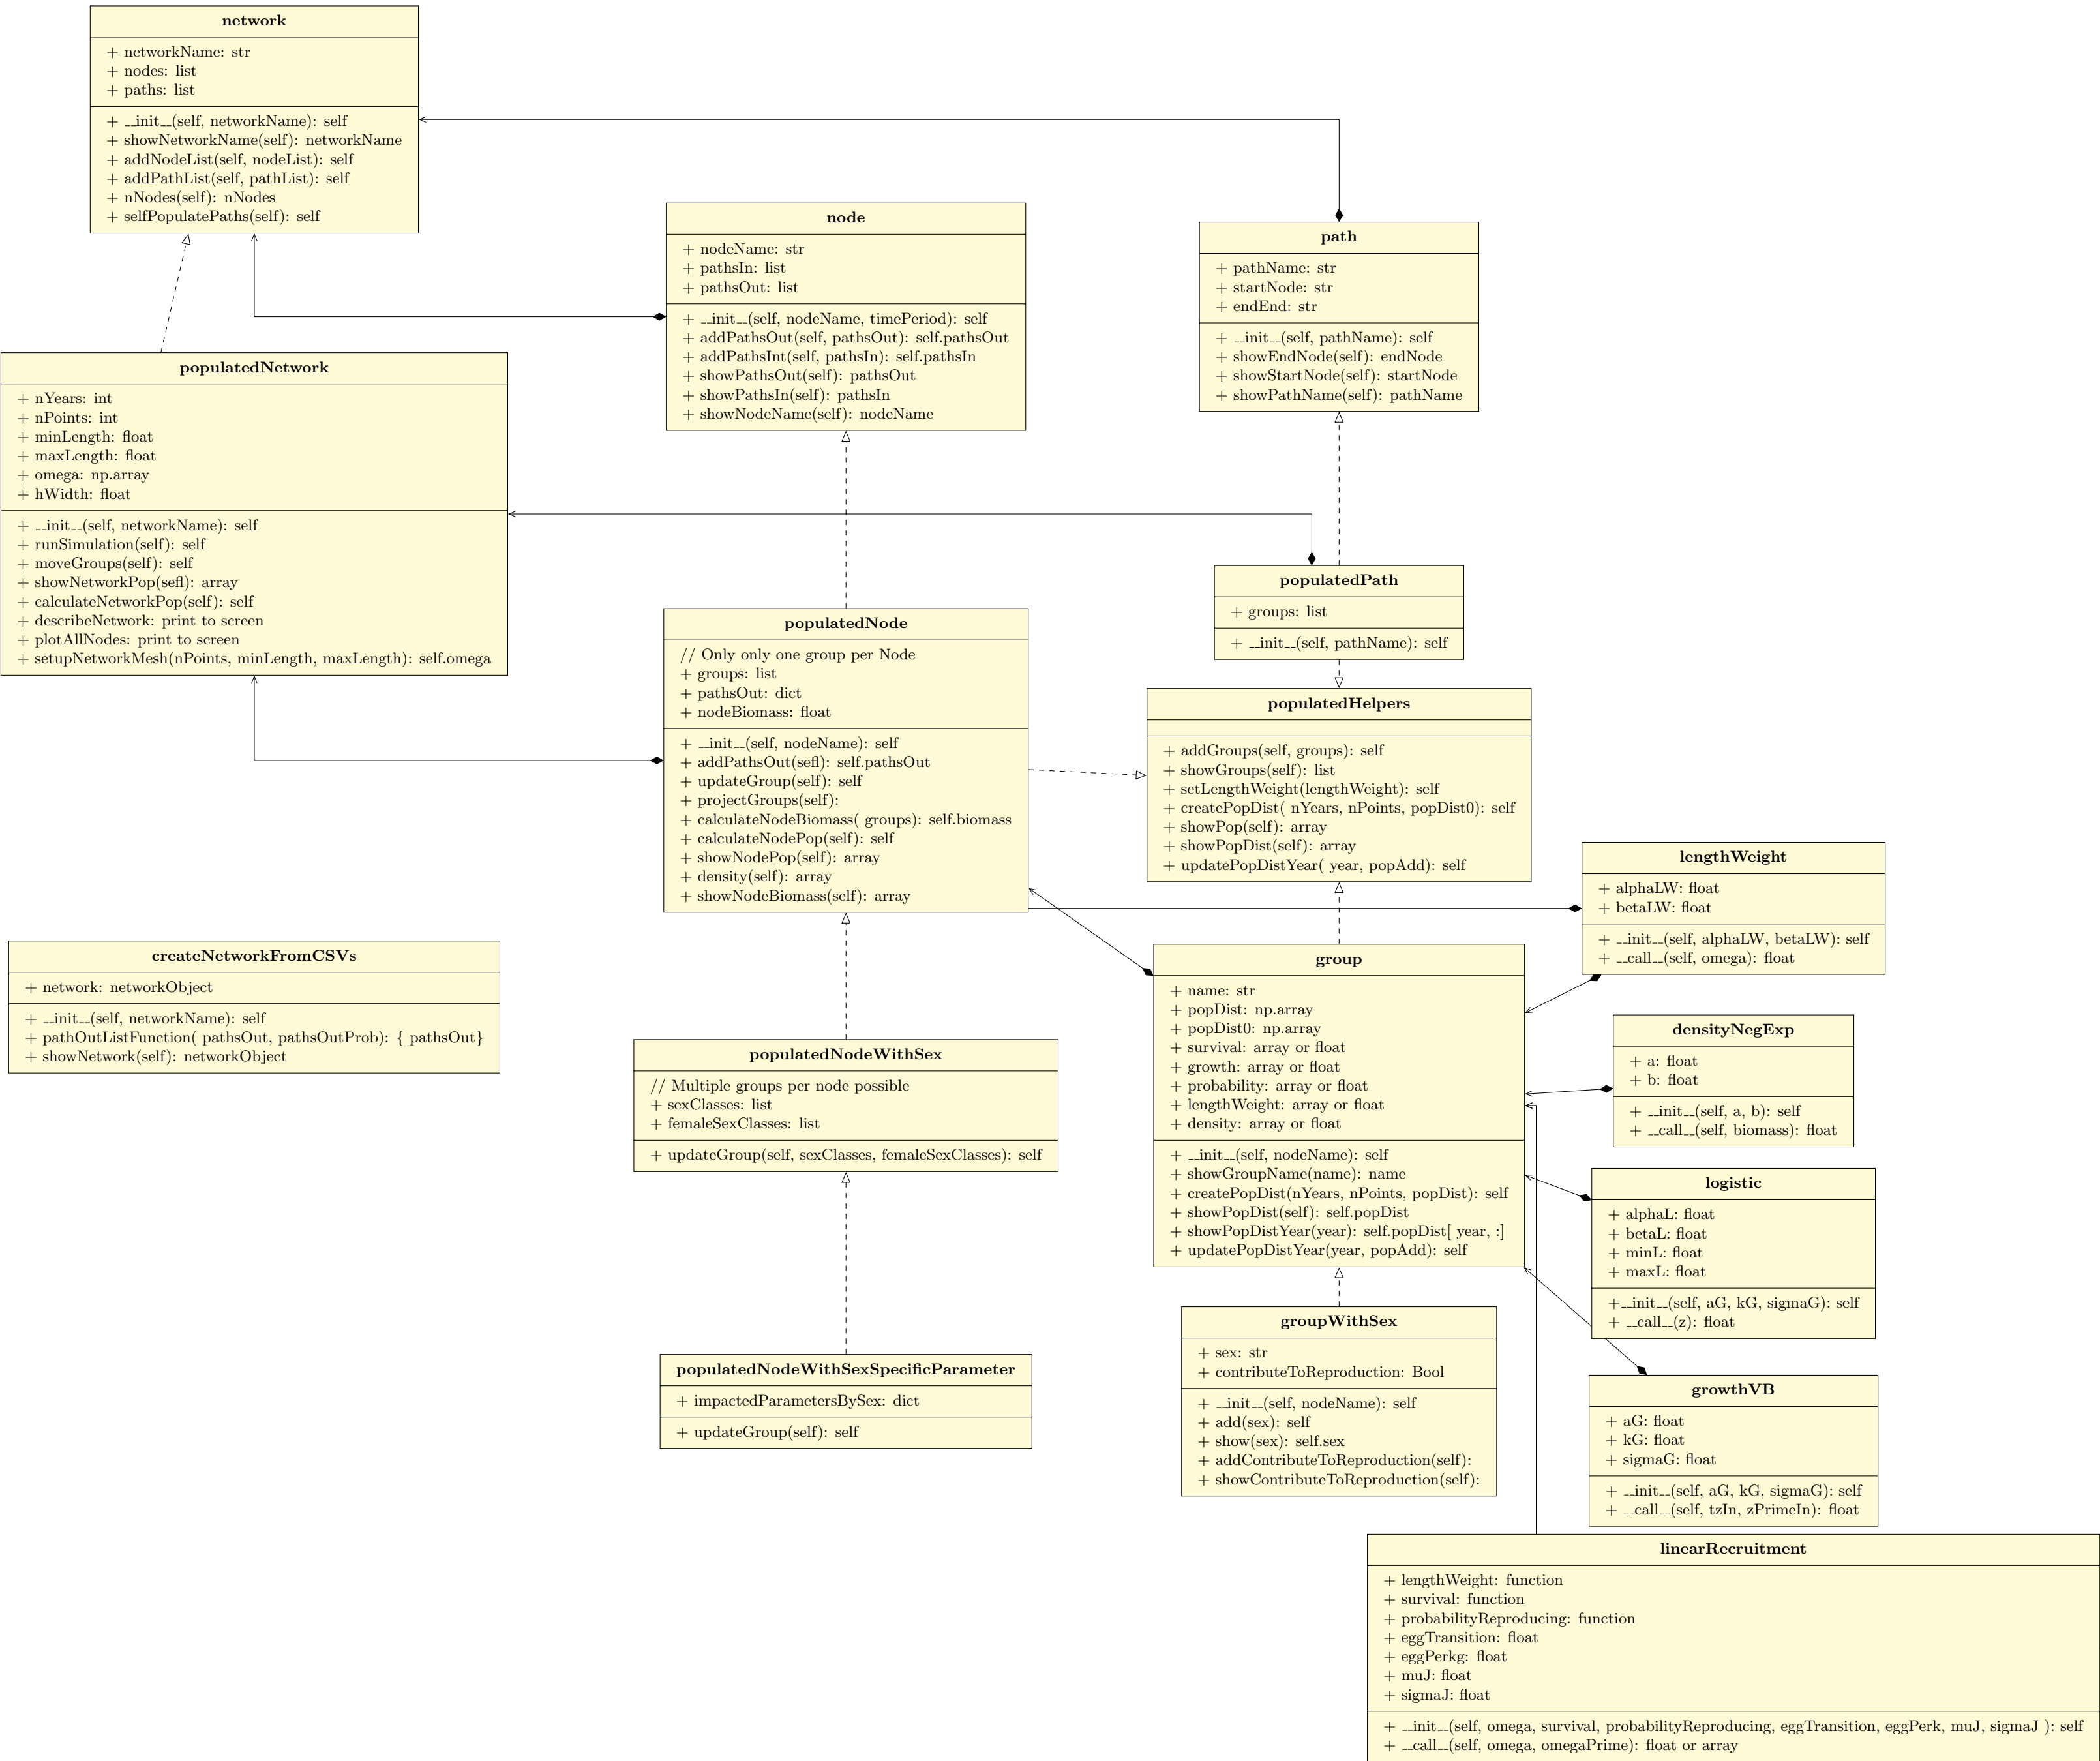 network
+ networkName: str
+ nodes: list
+ paths: list
+ __init__(self, networkName): self
+ showNetworkName(self): networkName
+ addNodeList(self, nodeList): self
+ addPathList(self, pathList): self
+ nNodes(self): nNodes
+ selfPopulatePaths(self): self
node
+ nodeName: str
+ pathsIn: list
+ pathsOut: list
+ __init__(self, nodeName, timePeriod): self
+ addPathsOut(self, pathsOut): self.pathsOut
+ addPathsInt(self, pathsIn): self.pathsIn
+ showPathsOut(self): pathsOut
+ showPathsIn(self): pathsIn
+ showNodeName(self): nodeName
path
+ pathName: str
+ startNode: str
+ endEnd: str
+ __init__(self, pathName): self
+ showEndNode(self): endNode
+ showStartNode(self): startNode
+ showPathName(self): pathName
populatedNetwork
+ nYears: int
+ nPoints: int
+ minLength: float
+ maxLength: float
+ omega: np.array
+ hWidth: float
+ __init__(self, networkName): self
+ runSimulation(self): self
+ moveGroups(self): self
+ showNetworkPop(sefl): array
+ calculateNetworkPop(self): self
+ describeNetwork: print to screen
+ plotAllNodes: print to screen
+ setupNetworkMesh(nPoints, minLength, maxLength): self.omega
populatedPath
+ groups: list
+ __init__(self, pathName): self
populatedNode
// Only only one group per Node
+ groups: list
+ pathsOut: dict
+ nodeBiomass: float
+ __init__(self, nodeName): self
+ addPathsOut(sefl): self.pathsOut
+ updateGroup(self): self
+ projectGroups(self):
+ calculateNodeBiomass( groups): self.biomass
+ calculateNodePop(self): self
+ showNodePop(self): array
+ density(self): array
+ showNodeBiomass(self): array
populatedHelpers
+ addGroups(self, groups): self
+ showGroups(self): list
+ setLengthWeight(lengthWeight): self
+ createPopDist( nYears, nPoints, popDist0): self
+ showPop(self): array
+ showPopDist(self): array
+ updatePopDistYear( year, popAdd): self
lengthWeight
+ alphaLW: float
+ betaLW: float
+ __init__(self, alphaLW, betaLW): self
+ __call__(self, omega): float
createNetworkFromCSVs
+ network: networkObject
+ __init__(self, networkName): self
+ pathOutListFunction( pathsOut, pathsOutProb): { pathsOut}
+ showNetwork(self): networkObject
group
+ name: str
+ popDist: np.array
+ popDist0: np.array
+ survival: array or float
+ growth: array or float
+ probability: array or float
+ lengthWeight: array or float
+ density: array or float
+ __init__(self, nodeName): self
+ showGroupName(name): name
+ createPopDist(nYears, nPoints, popDist): self
+ showPopDist(self): self.popDist
+ showPopDistYear(year): self.popDist[ year, :]
+ updatePopDistYear(year, popAdd): self
densityNegExp
+ a: float
+ b: float
+ __init__(self, a, b): self
+ __call__(self, biomass): float
populatedNodeWithSex
// Multiple groups per node possible
+ sexClasses: list
+ femaleSexClasses: list
+ updateGroup(self, sexClasses, femaleSexClasses): self
logistic
+ alphaL: float
+ betaL: float
+ minL: float
+ maxL: float
+__init__(self, aG, kG, sigmaG): self
+ __call__(z): float
groupWithSex
+ sex: str
+ contributeToReproduction: Bool
+ __init__(self, nodeName): self
+ add(sex): self
+ show(sex): self.sex
+ addContributeToReproduction(self):
+ showContributeToReproduction(self):
populatedNodeWithSexSpecificParameter
+ impactedParametersBySex: dict
+ updateGroup(self): self
growthVB
+ aG: float
+ kG: float
+ sigmaG: float
+ __init__(self, aG, kG, sigmaG): self
+ __call__(self, tzIn, zPrimeIn): float
linearRecruitment
+ lengthWeight: function
+ survival: function
+ probabilityReproducing: function
+ eggTransition: float
+ eggPerkg: float
+ muJ: float
+ sigmaJ: float
+ __init__(self, omega, survival, probabilityReproducing, eggTransition, eggPerk, muJ, sigmaJ ): self
+ __call__(self, omega, omegaPrime): float or array